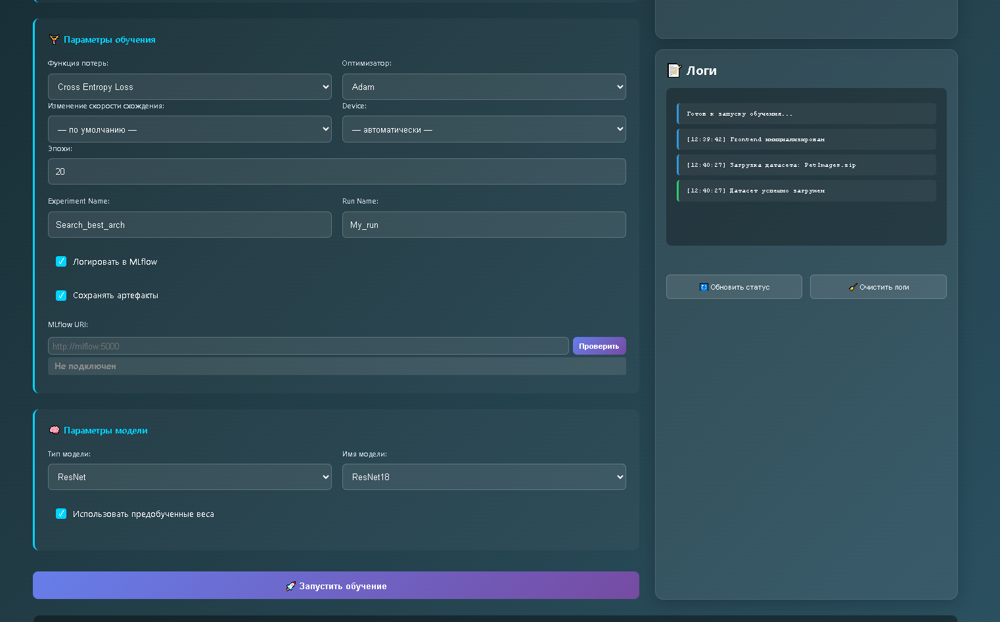 Параметры обучения
Функция потерь:
Оптимизатор:
Cross Entropy Loss
Adam
Изменение скорости схождения:
Device:
— по умолчанию —
— автоматически —
Эпохи:
20
Experiment Name:
Run Name:
Search_best_arch
My_run
Логировать в MLflow
Сохранять артефакты
MLflow URI:
http://mlflow:5000
Проверить
Не подключен
Параметры модели
Тип модели:
Имя модели:
ResNet
ResNet18
Использовать предобученные веса
Запустить обучение
Логи
Готов к запуску обучения...
[12:39:42] Frontend инициализирован
[12:40:27] Загрузка датасета: PetImages.zip
[12:40:27] Датасет успешно загружен
Обновить статус
Очистить логи